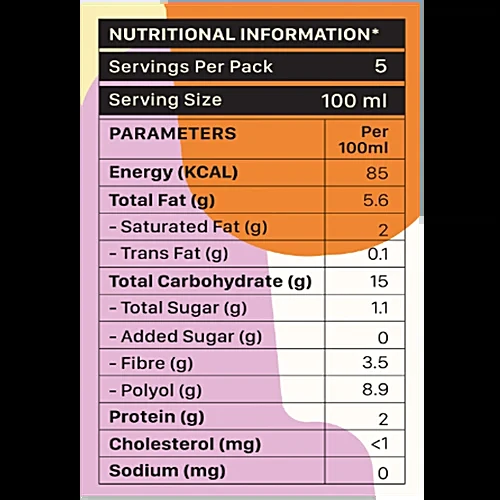 NUTRITIONAL INFORMATION*
Servings Per Pack 5
Serving Size 100 ml
PARAMETERS Per 100ml
Energy (KCAL) 85
Total Fat (g) 5.6
- Saturated Fat (g) 2
- Trans Fat (g) 0.1
Total Carbohydrate (g) 15
- Total Sugar (g) 1.1
- Added Sugar (g) 0
- Fibre (g) 3.5
- Polyol (g) 8.9
Protein (g) 2
Cholesterol (mg) <1
Sodium (mg) 0